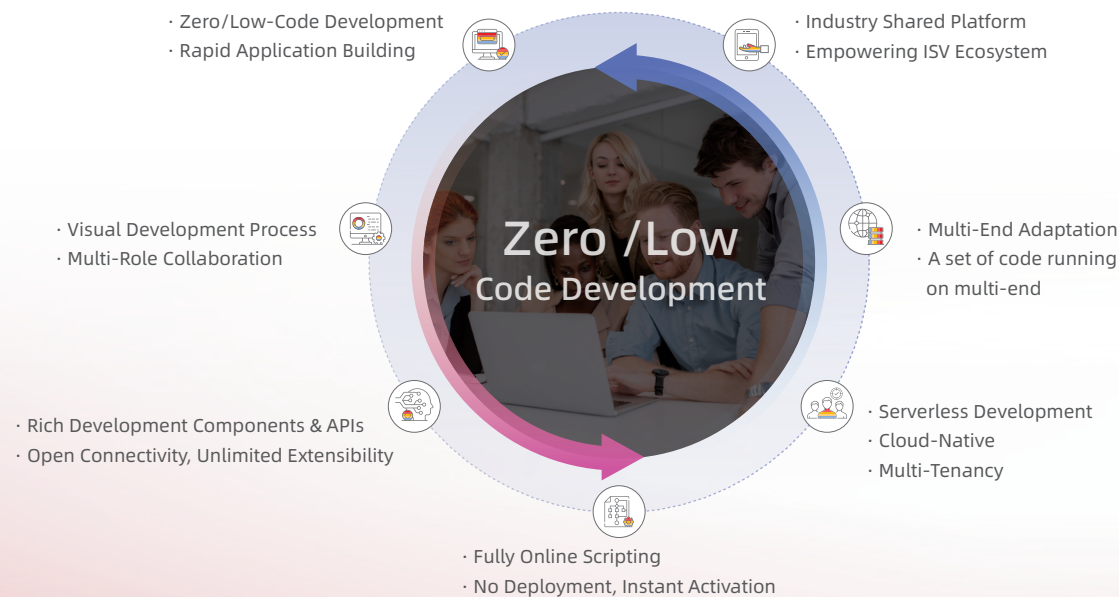 · Zero/Low-Code Development
· Rapid Application Building
· Industry Shared Platform
· Empowering ISV Ecosystem
· Visual Development Process
· Multi-Role Collaboration
Zero /Low
Code Development
· Multi-End Adaptation
· A set of code running
on multi-end
· Rich Development Components & APIs
· Open Connectivity, Unlimited Extensibility
· Serverless Development
· Cloud-Native
· Multi-Tenancy
· Fully Online Scripting
· No Deployment, Instant Activation